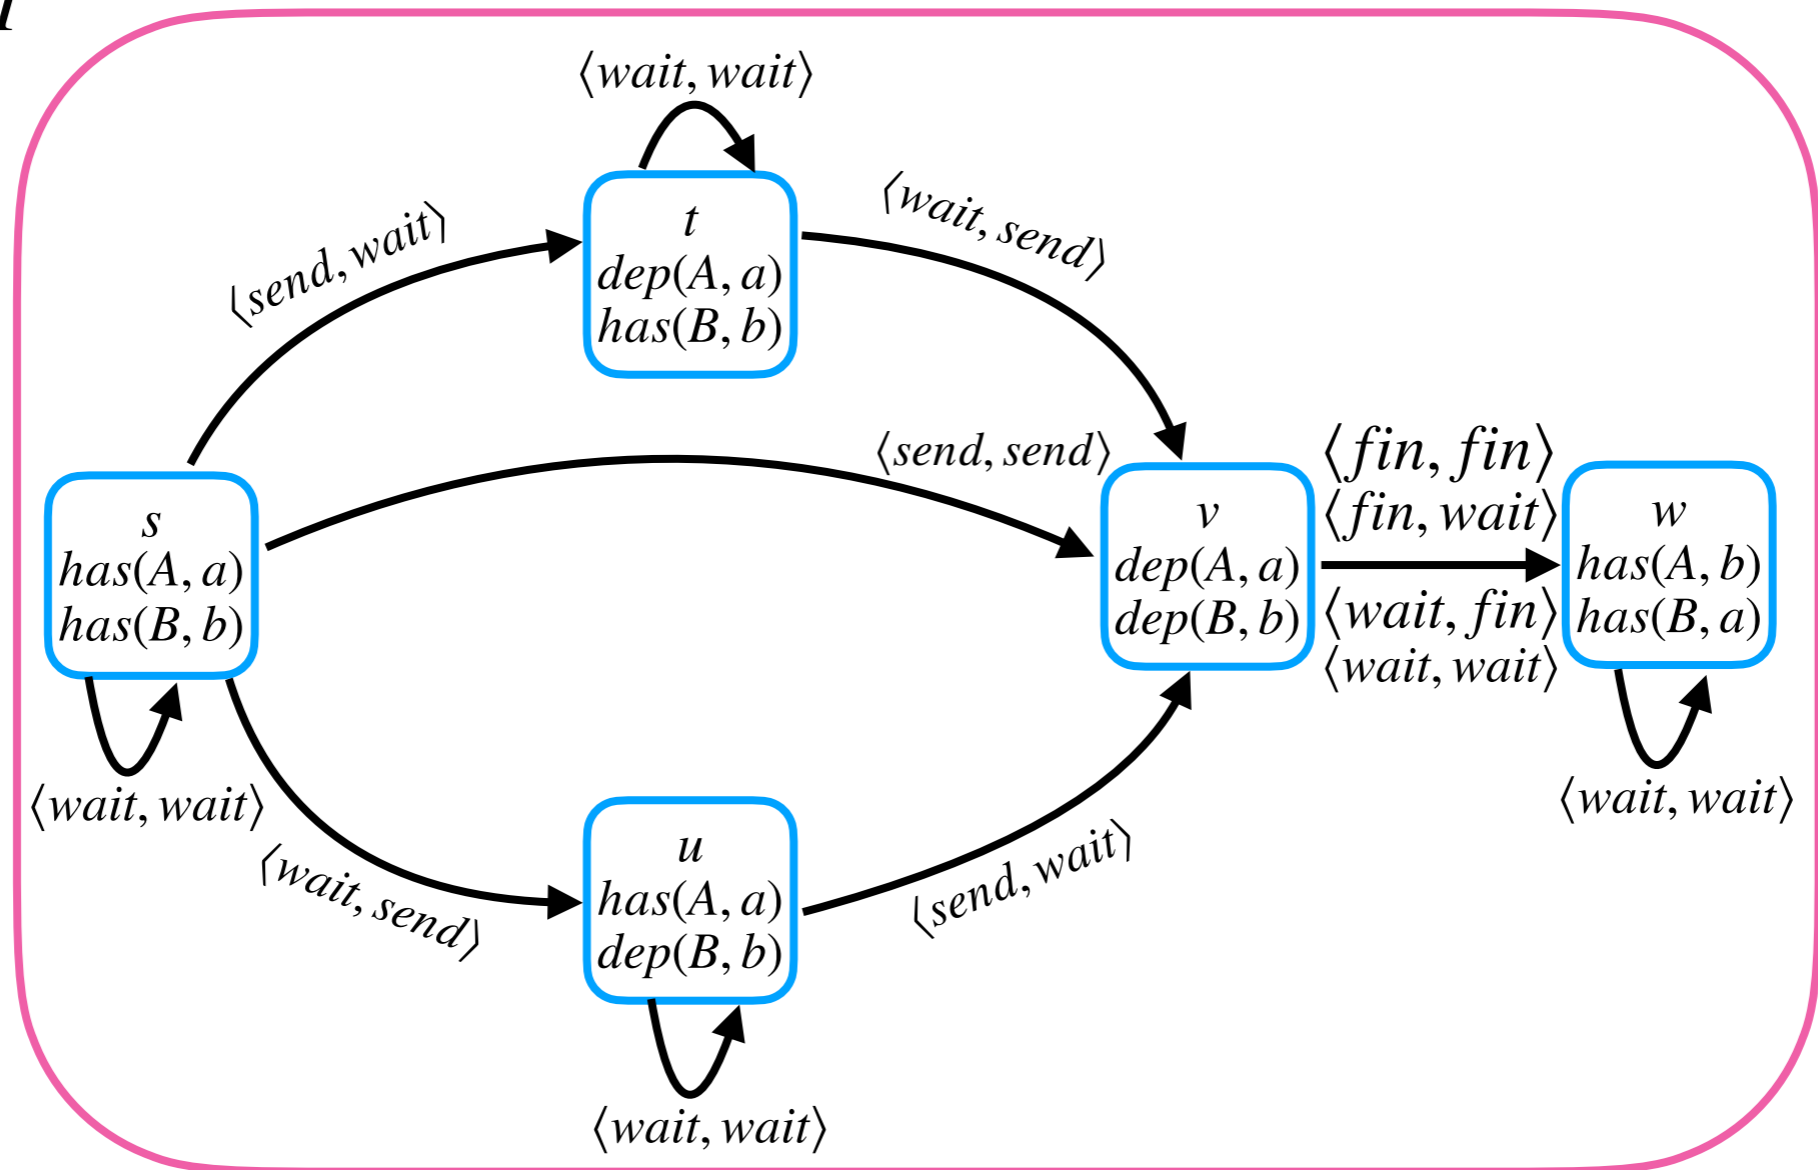 ⟨wait, wait⟩
⟨send, wait⟩
t
dep(A, a)
has(B, b)
⟨wait, send⟩
⟨send, send⟩
s
has(A, a)
has(B, b)
v
dep(A, a)
dep(B, b)
⟨fin, fin⟩
⟨fin, wait⟩
⟨wait, fin⟩
⟨wait, wait⟩
w
has(A, b)
has(B, a)
⟨wait, wait⟩
⟨wait, send⟩
u
has(A, a)
dep(B, b)
⟨send, wait⟩
⟨wait, wait⟩
⟨wait, wait⟩